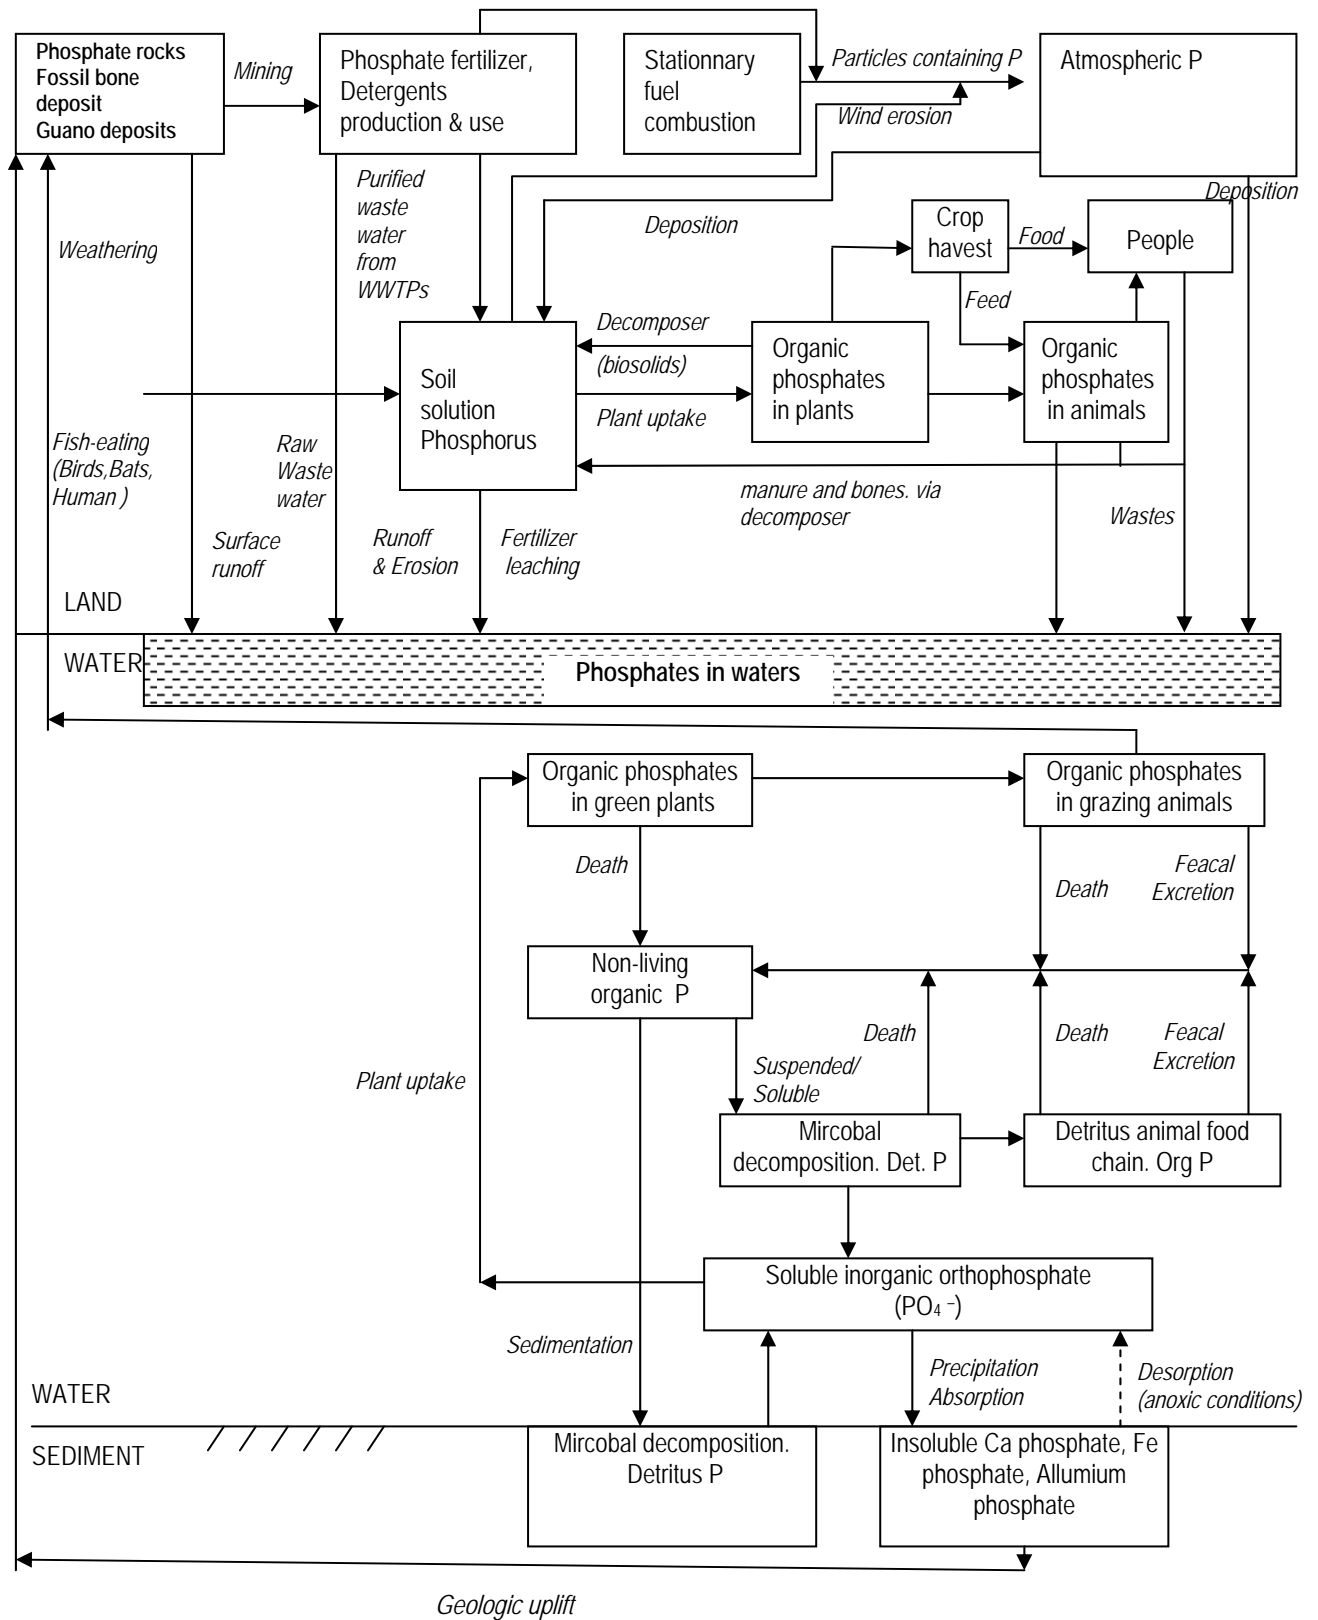 Phosphate rocks
Fossil bone
deposit
Guano deposits
Mining
Phosphate fertilizer,
Detergents
production & use
Stationnary
fuel
combustion
Particles containing P
Wind erosion
Atmospheric P
Deposition
Weathering
Purified
waste
water
from
WWTPs
Deposition
Crop
havest
Food
People
Feed
Decomposer
(biosolids)
Plant uptake
Soil
solution
Phosphorus
Organic
phosphates
in plants
Organic
phosphates
in animals
Fish-eating
(Birds,Bats,
Human )
Raw
Waste
water
manure and bones. via
decomposer
Wastes
Surface
runoff
Runoff
& Erosion
Fertilizer
leaching
LAND
WATER
Phosphates in waters
Organic phosphates
in green plants
Organic phosphates
in grazing animals
Death
Death
Feacal
Excretion
Non-living
organic P
Plant uptake
Suspended/
Soluble
Death
Death
Feacal
Excretion
Mircobal
decomposition. Det. P
Detritus animal food
chain. Org P
Soluble inorganic orthophosphate
(PO₄ ⁻)
Sedimentation
Precipitation
Absorption
Desorption
(anoxic conditions)
WATER
SEDIMENT
Mircobal decomposition.
Detritus P
Insoluble Ca phosphate, Fe
phosphate, Allumium
phosphate
Geologic uplift